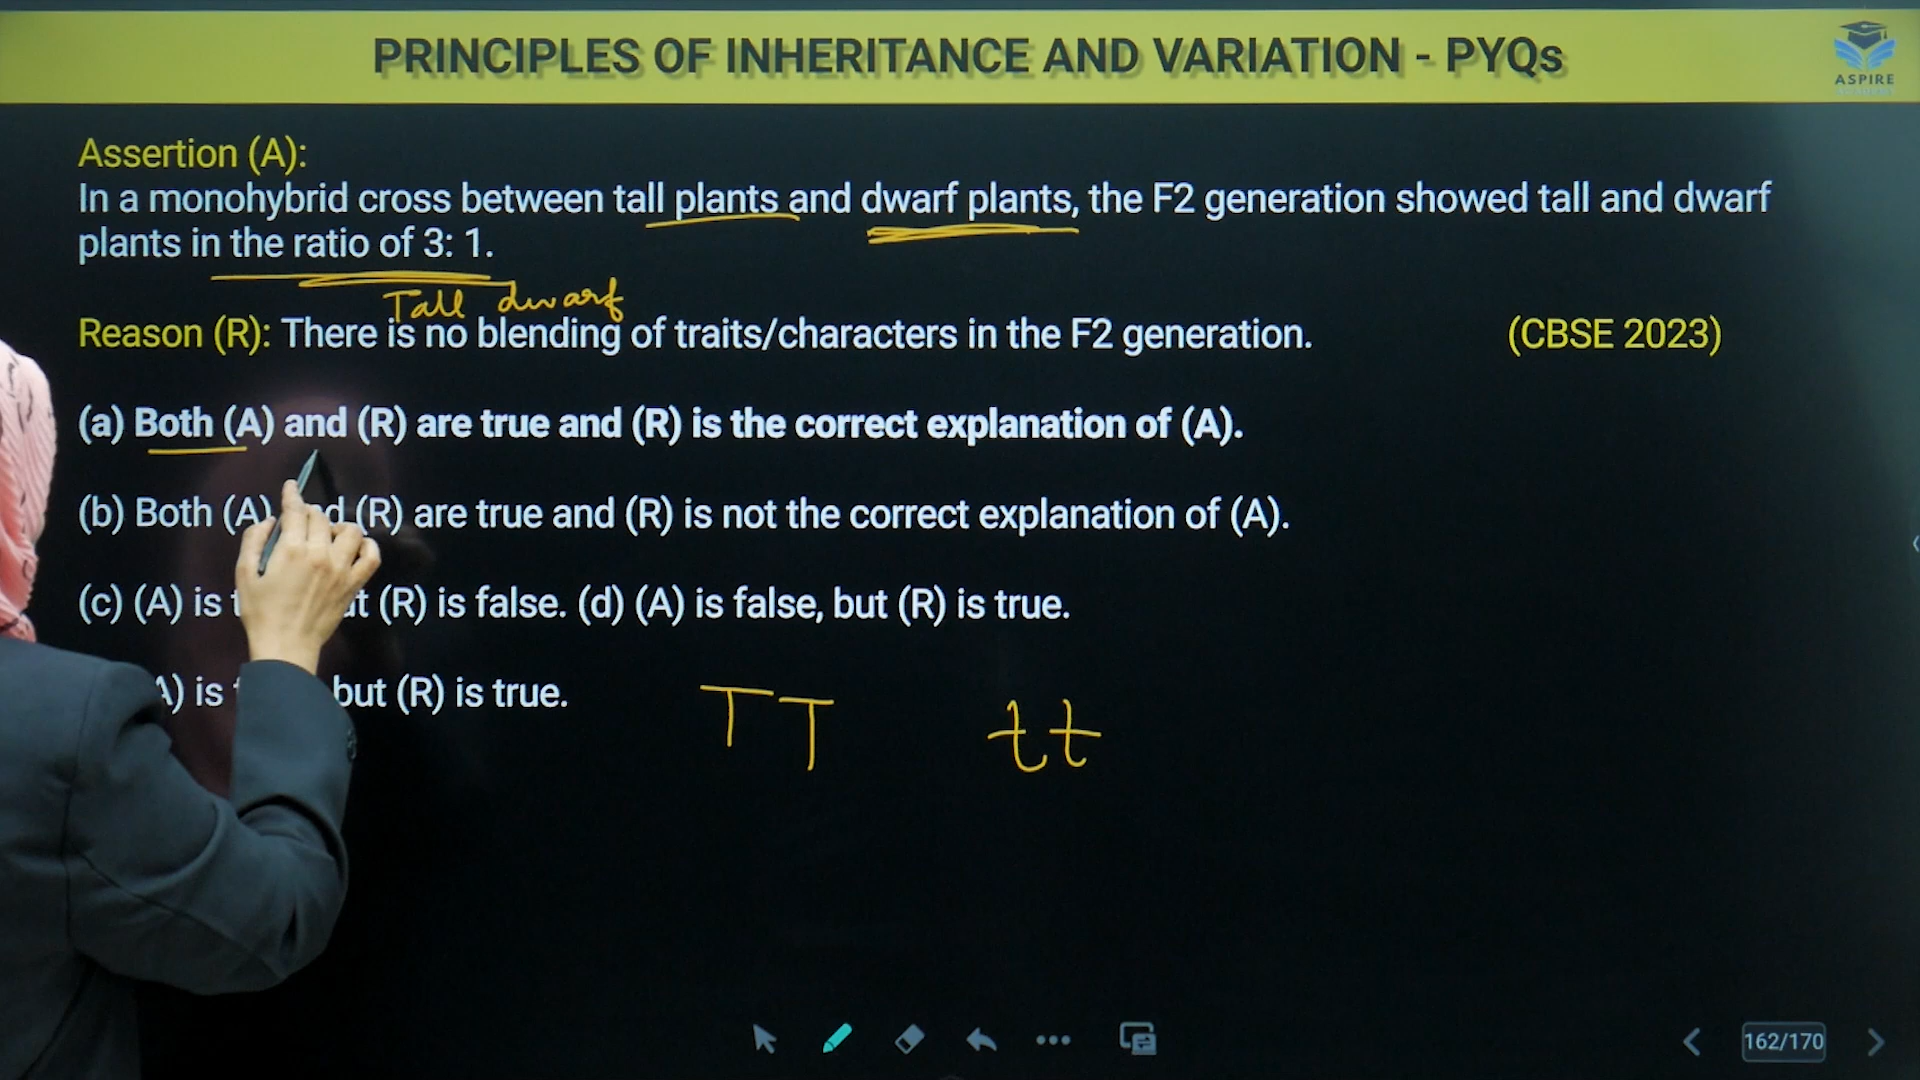 PRINCIPLES OF INHERITANCE AND VARIATION - PYQs
ASPIRE
Assertion (A):
In a monohybrid cross between tall plants and dwarf plants, the F2 generation showed tall and dwarf
plants in the ratio of 3: 1.
Tall dwarf
Reason (R): There is no blending of traits/characters in the F2 generation. (CBSE 2023)
(a) Both (A) and (R) are true and (R) is the correct explanation of (A).
(b) Both (A) and (R) are true and (R) is not the correct explanation of (A).
(c) (A) is (R) is false. (d) (A) is false, but (R) is true.
A) is but (R) is true.
TT tt
162/170